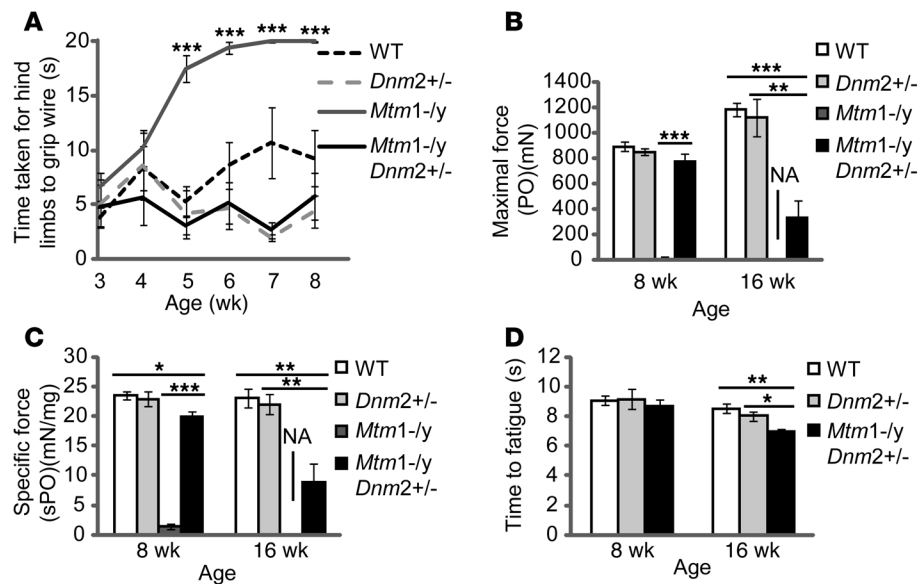 A
Time taken for hind
limbs to grip wire (s)
20
15
10
5
0
*** *** *** ***
3 4 5 6 7 8
Age (wk)
WT
Dnm2+/-
Mtm1-/y
Mtm1-/y
Dnm2+/-
B
Maximal force
(PO)(mN)
1400
1200
1000
800
600
400
200
0
***
***
**
NA
8 wk 16 wk
Age
WT
Dnm2+/-
Mtm1-/y
Mtm1-/y
Dnm2+/-
C
Specific force
(sPO)(mN/mg)
30
25
20
15
10
5
0
*
***
**
**
NA
8 wk 16 wk
Age
WT
Dnm2+/-
Mtm1-/y
Mtm1-/y
Dnm2+/-
D
Time to fatigue (s)
12
10
8
6
4
2
0
**
*
8 wk 16 wk
Age
WT
Dnm2+/-
Mtm1-/y
Dnm2+/-